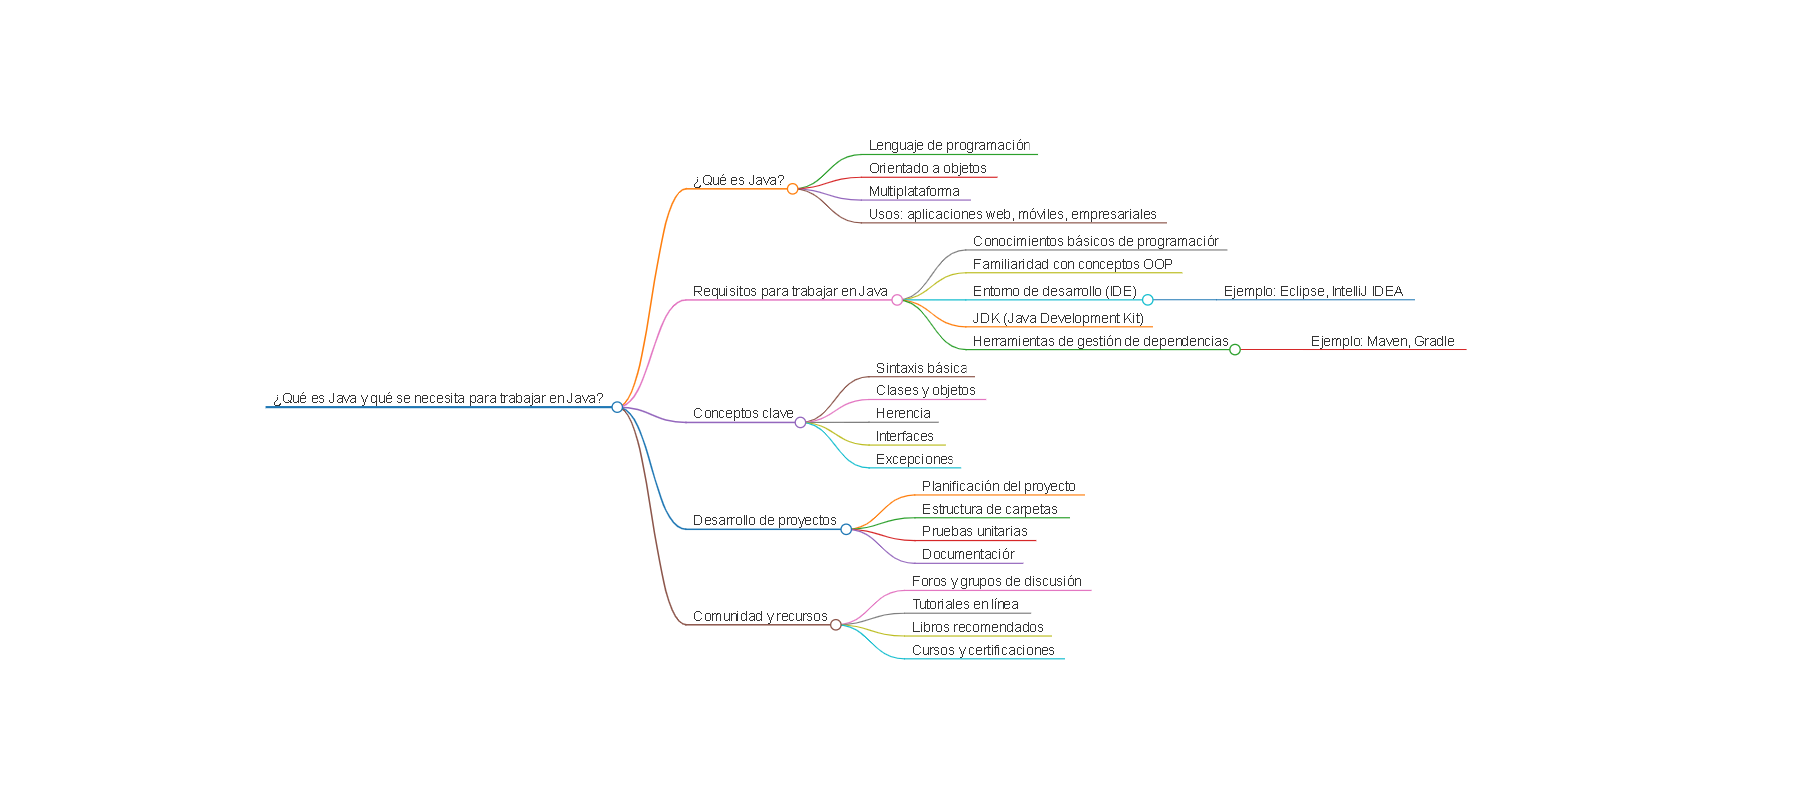 ¿Qué es Java y qué se necesita para trabajar en Java?
¿Qué es Java?
Lenguaje de programación
Orientado a objetos
Multiplataforma
Usos: aplicaciones web, móviles, empresariales
Requisitos para trabajar en Java
Conocimientos básicos de programación
Familiaridad con conceptos OOP
Entorno de desarrollo (IDE)
Ejemplo: Eclipse, IntelliJ IDEA
JDK (Java Development Kit)
Herramientas de gestión de dependencias
Ejemplo: Maven, Gradle
Conceptos clave
Sintaxis básica
Clases y objetos
Herencia
Interfaces
Excepciones
Desarrollo de proyectos
Planificación del proyecto
Estructura de carpetas
Pruebas unitarias
Documentación
Comunidad y recursos
Foros y grupos de discusión
Tutoriales en línea
Libros recomendados
Cursos y certificaciones